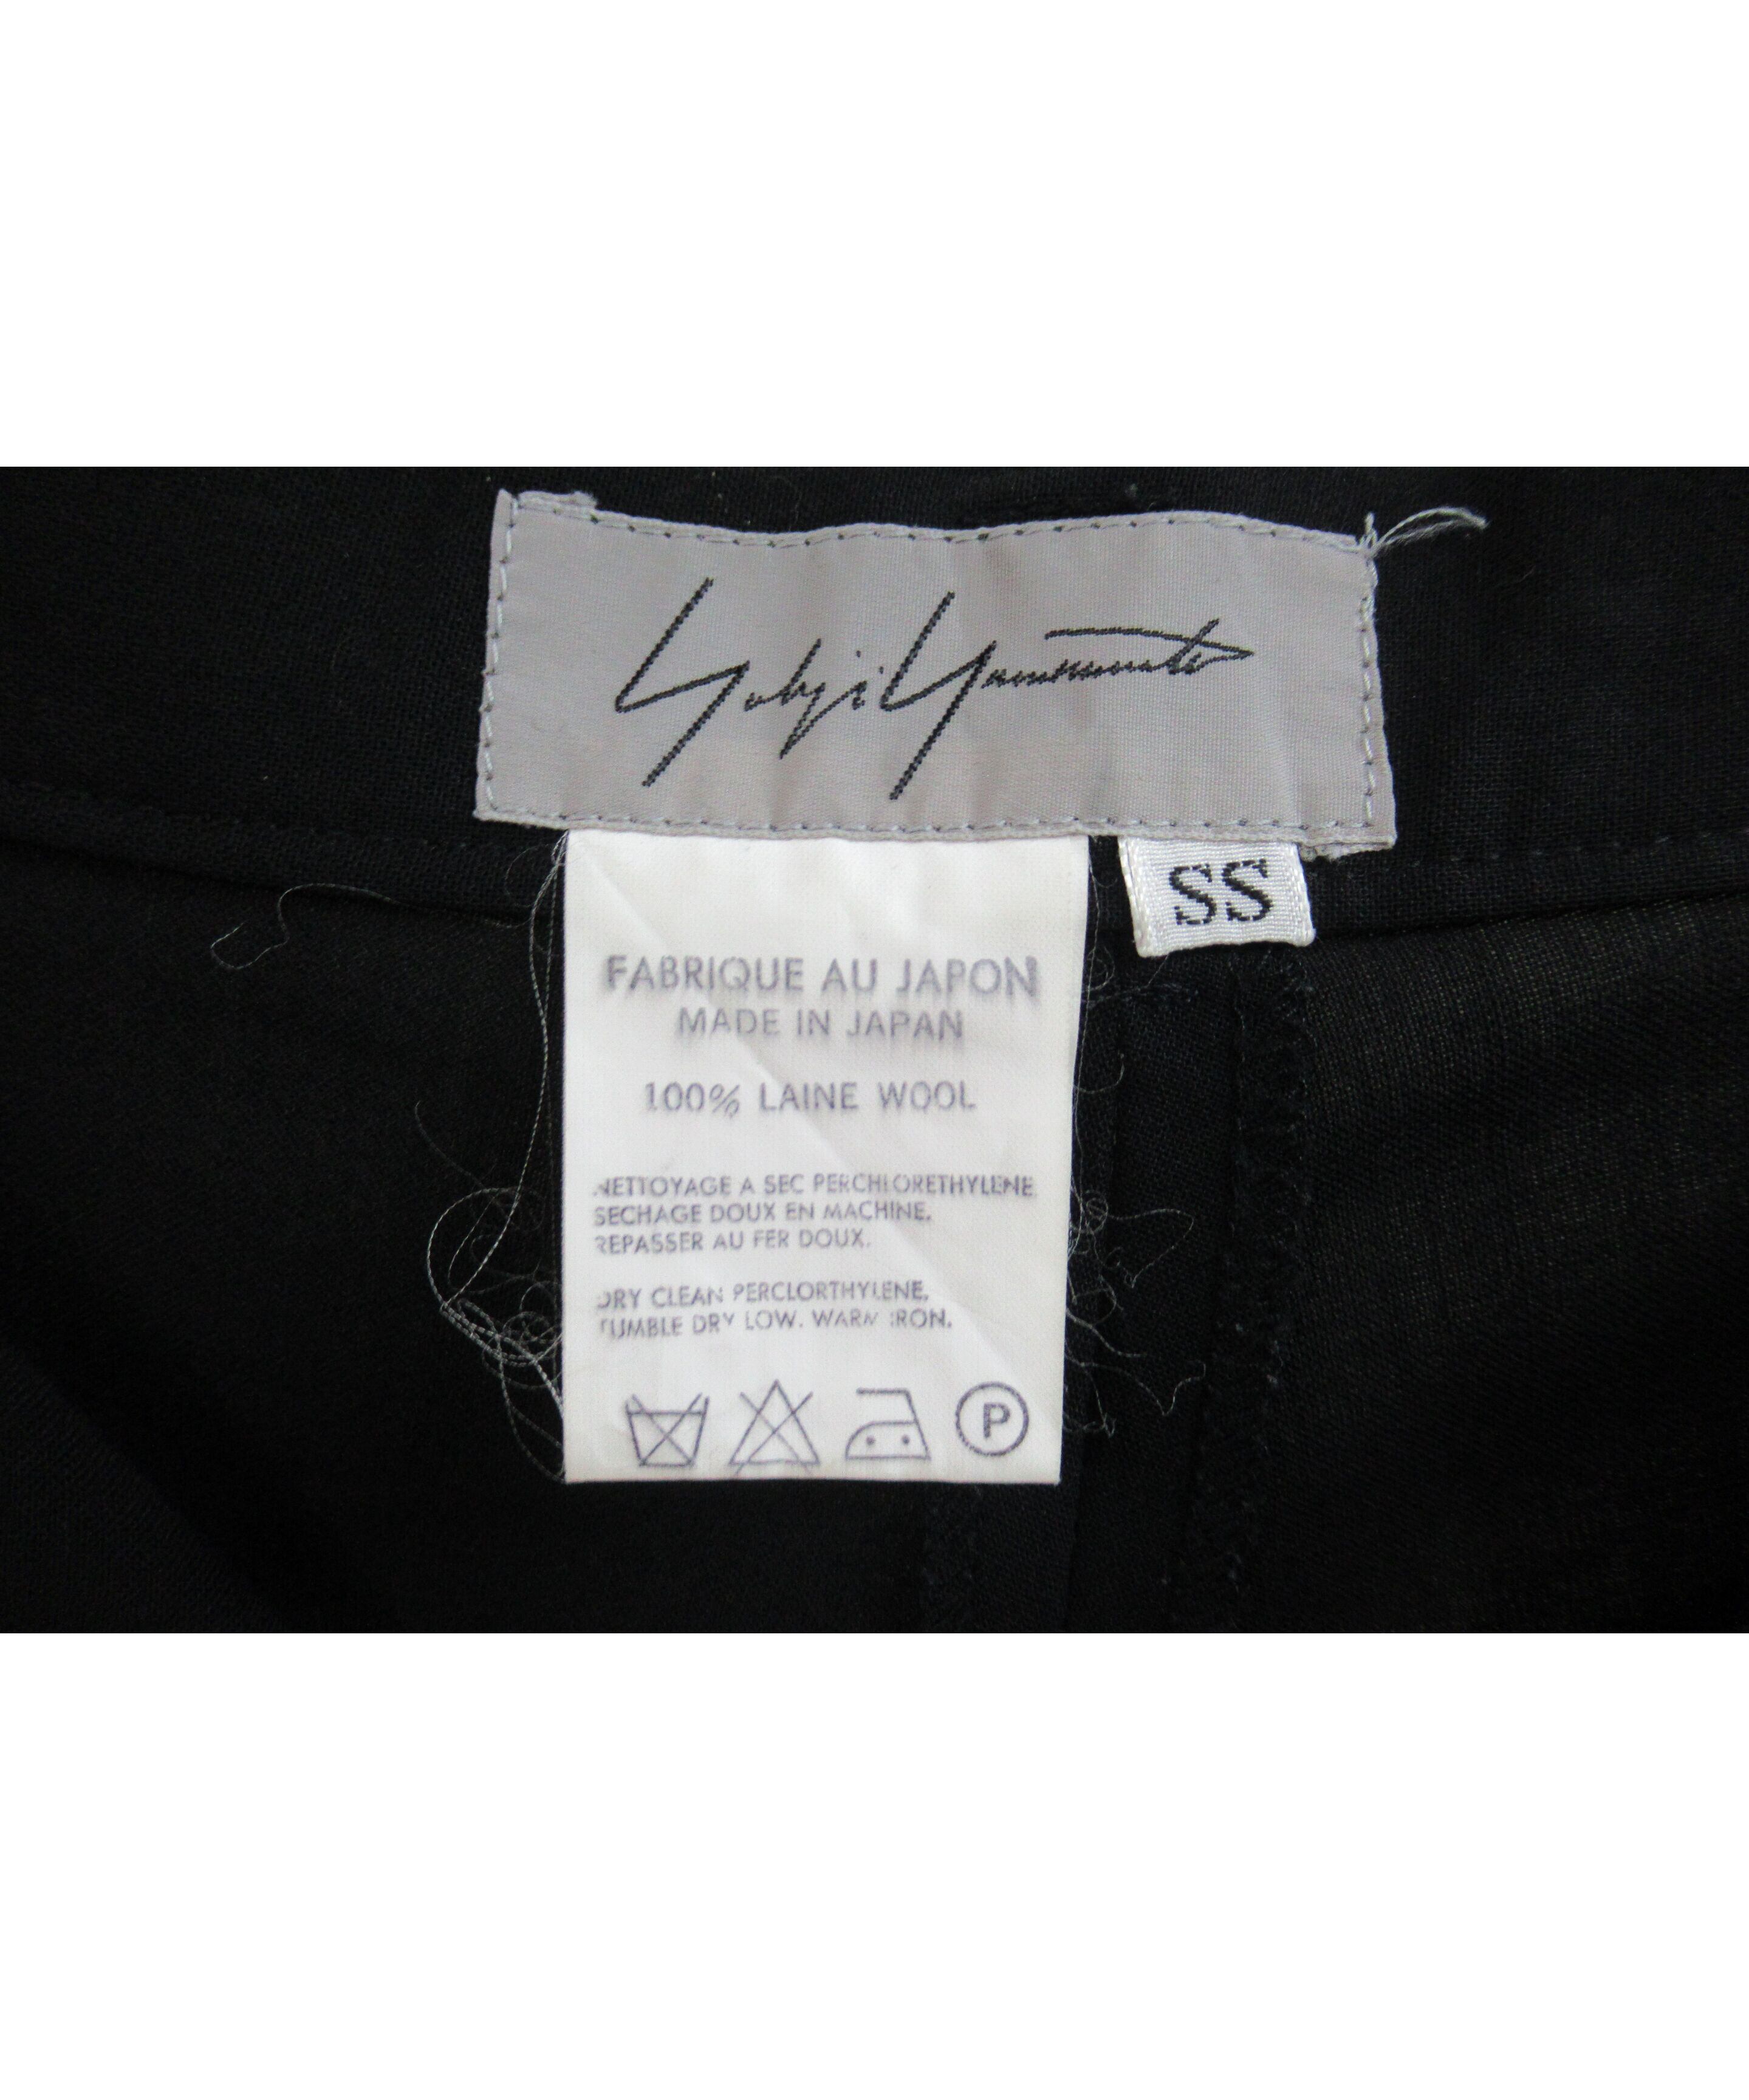 Yohji Yamamoto
SS
FABRIQUE AU JAPON
MADE IN JAPAN
100% LAINE WOOL
NETTOYAGE A SEC PERCHLORETHYLENE
SECHAGE DOUX EN MACHINE.
REPASSER AU FER DOUX.
DRY CLEAN PERCLORTHYLENE,
TUMBLE DRY LOW. WARM IRON.
P